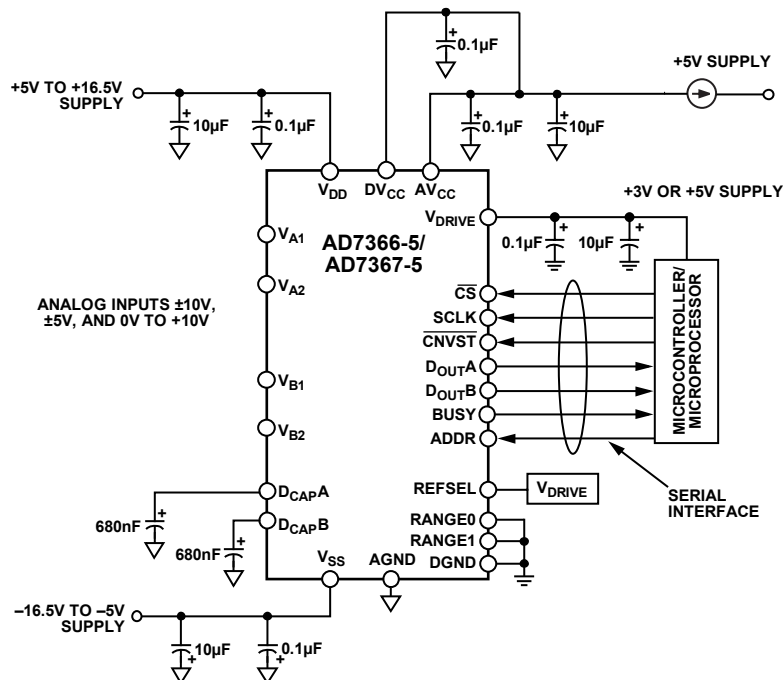 0.1µF
+5V SUPPLY
+5V TO +16.5V
SUPPLY
10µF
0.1µF
0.1µF
10µF
VDD
DVCC
AVCC
+3V OR +5V SUPPLY
VDRIVE
AD7366-5/
AD7367-5
0.1µF
10µF
VA1
VA2
ANALOG INPUTS ±10V,
±5V, AND 0V TO +10V
VB1
VB2
CS
SCLK
CNVST
DOUTA
DOUTB
BUSY
ADDR
MICROCONTROLLER/
MICROPROCESSOR
SERIAL
INTERFACE
REFSEL
VDRIVE
RANGE0
RANGE1
DGND
DCAPA
DCAPB
680nF
680nF
VSS
AGND
–16.5V TO –5V
SUPPLY
10µF
0.1µF